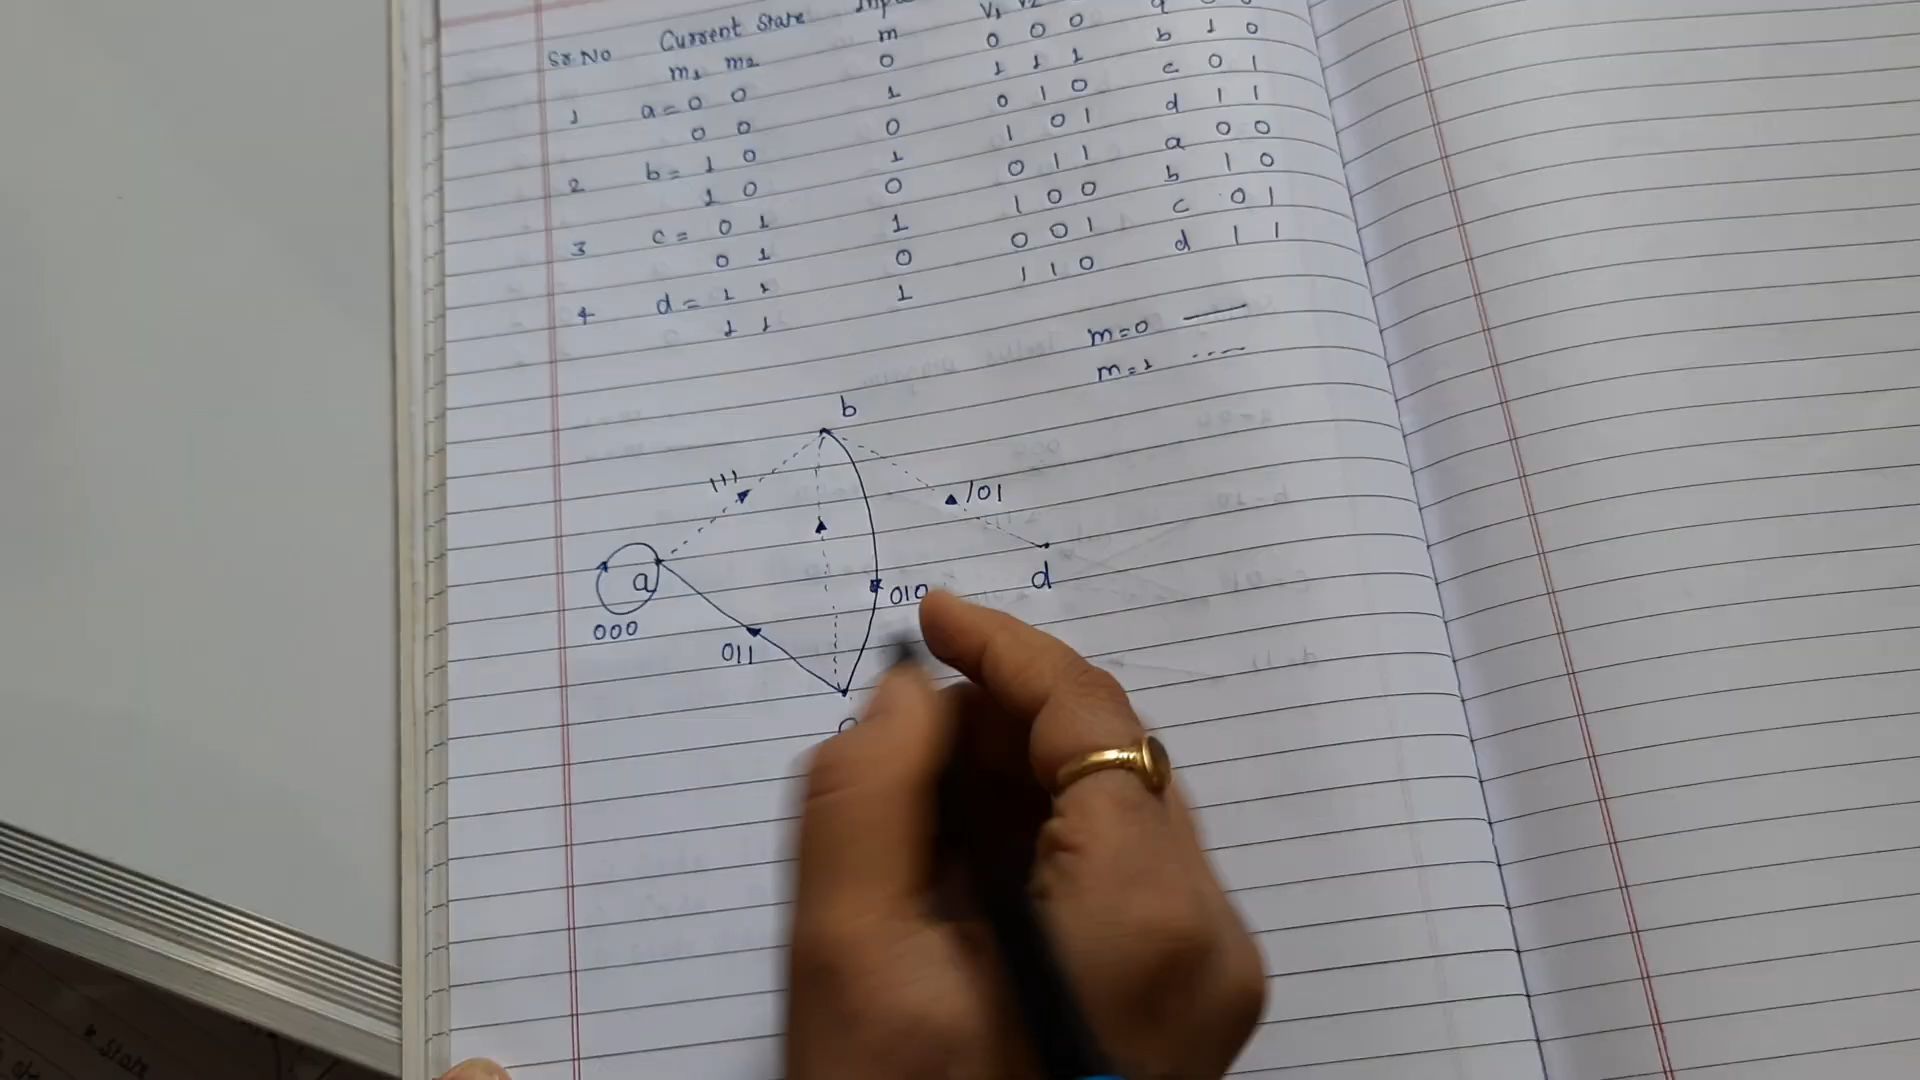 Sr No Current State
m1 m2 m
1 a = 0 0 0 0 0 0
0 0 1 1 1 1 b 1 0
2 b = 1 0 0 0 1 0 c 0 1
1 0 1 1 0 1 d 1 1
3 c = 0 1 0 0 1 1 a 0 0
0 1 1 1 0 0 b 1 0
4 d = 1 1 0 0 0 1 c 0 1
1 1 1 1 1 0 d 1 1
m=0
m=1
b
111
101
a
d
010
000
011